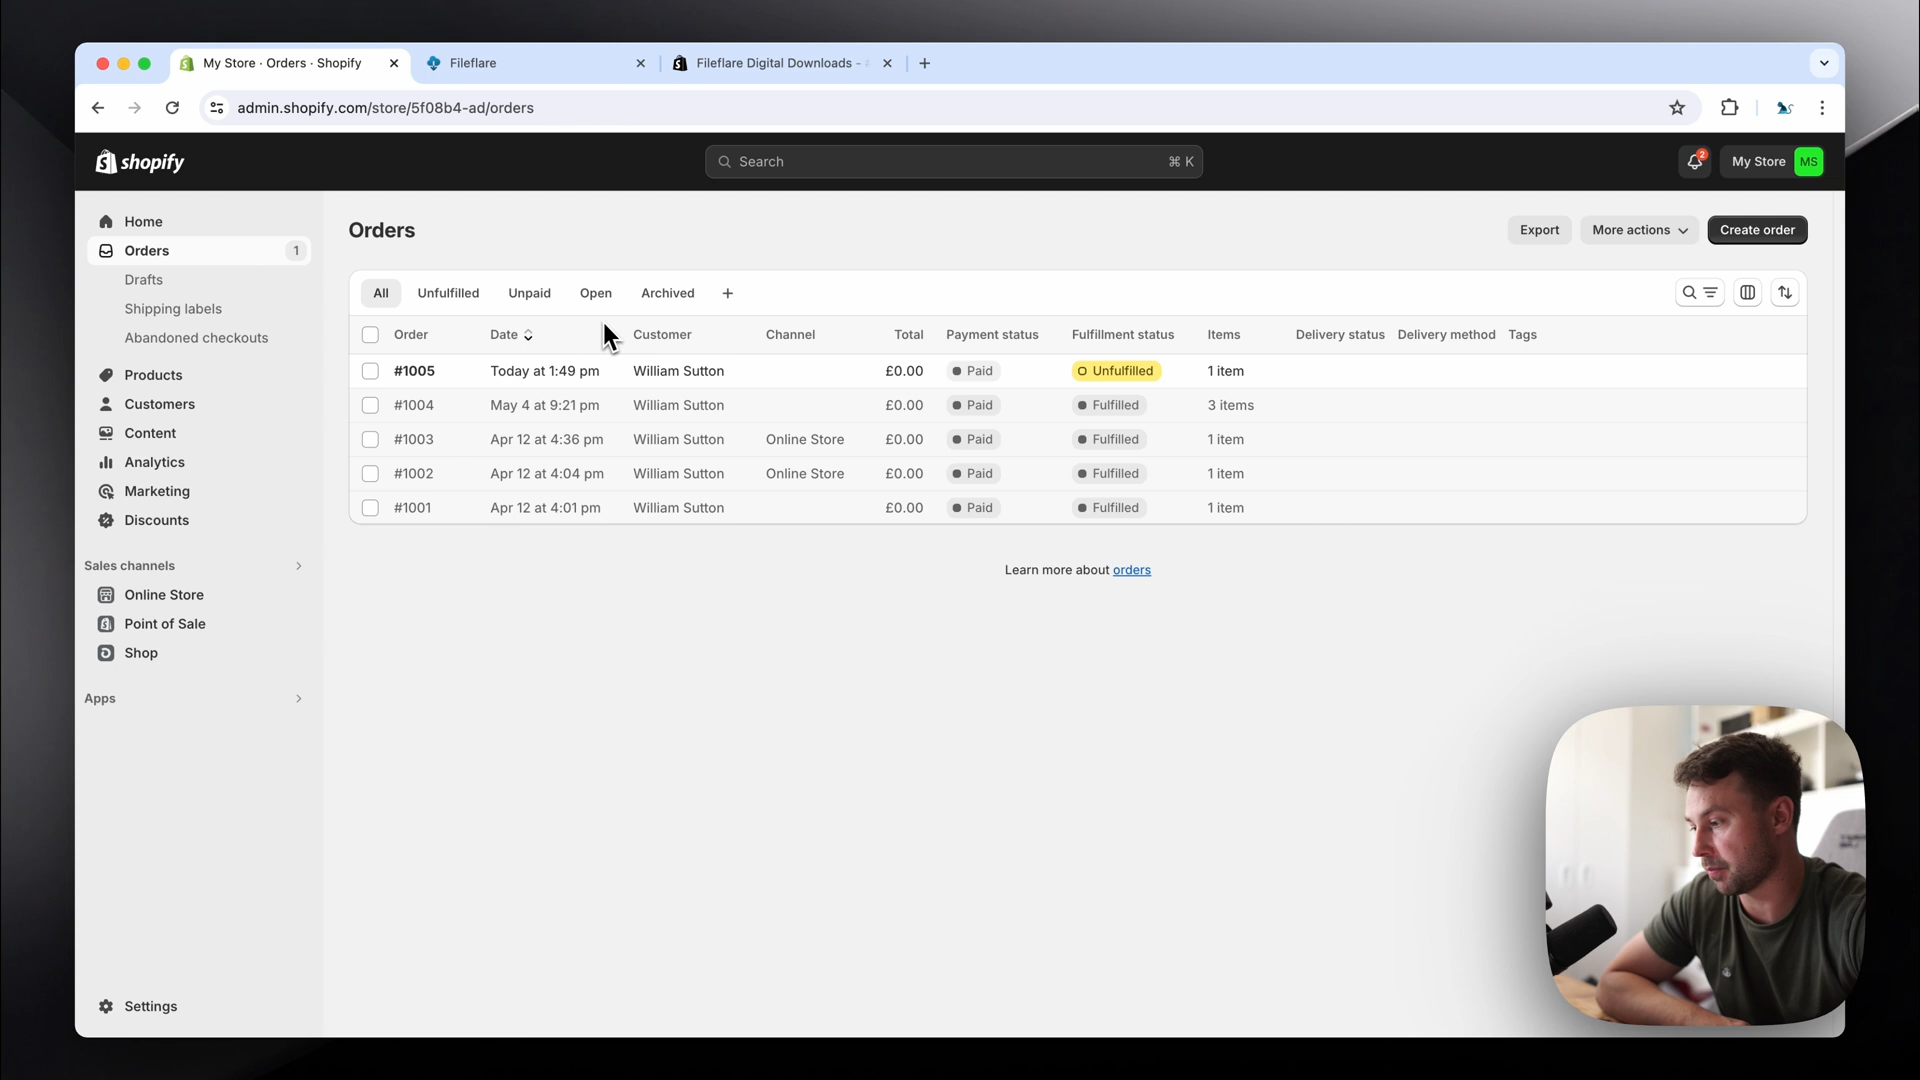 My Store · Orders · Shopify
Fileflare
Fileflare Digital Downloads -
admin.shopify.com/store/5f08b4-ad/orders
shopify
Search
⌘ K
2
My Store
MS
Home
Orders
1
Drafts
Shipping labels
Abandoned checkouts
Products
Customers
Content
Analytics
Marketing
Discounts
Sales channels
Online Store
Point of Sale
Shop
Apps
Settings
Orders
Export
More actions
Create order
All Unfulfilled Unpaid Open Archived
Order Date Customer Channel Total Payment status Fulfillment status Items Delivery status Delivery method Tags
#1005 Today at 1:49 pm William Sutton £0.00 Paid Unfulfilled 1 item
#1004 May 4 at 9:21 pm William Sutton £0.00 Paid Fulfilled 3 items
#1003 Apr 12 at 4:36 pm William Sutton Online Store £0.00 Paid Fulfilled 1 item
#1002 Apr 12 at 4:04 pm William Sutton Online Store £0.00 Paid Fulfilled 1 item
#1001 Apr 12 at 4:01 pm William Sutton £0.00 Paid Fulfilled 1 item
Learn more about orders